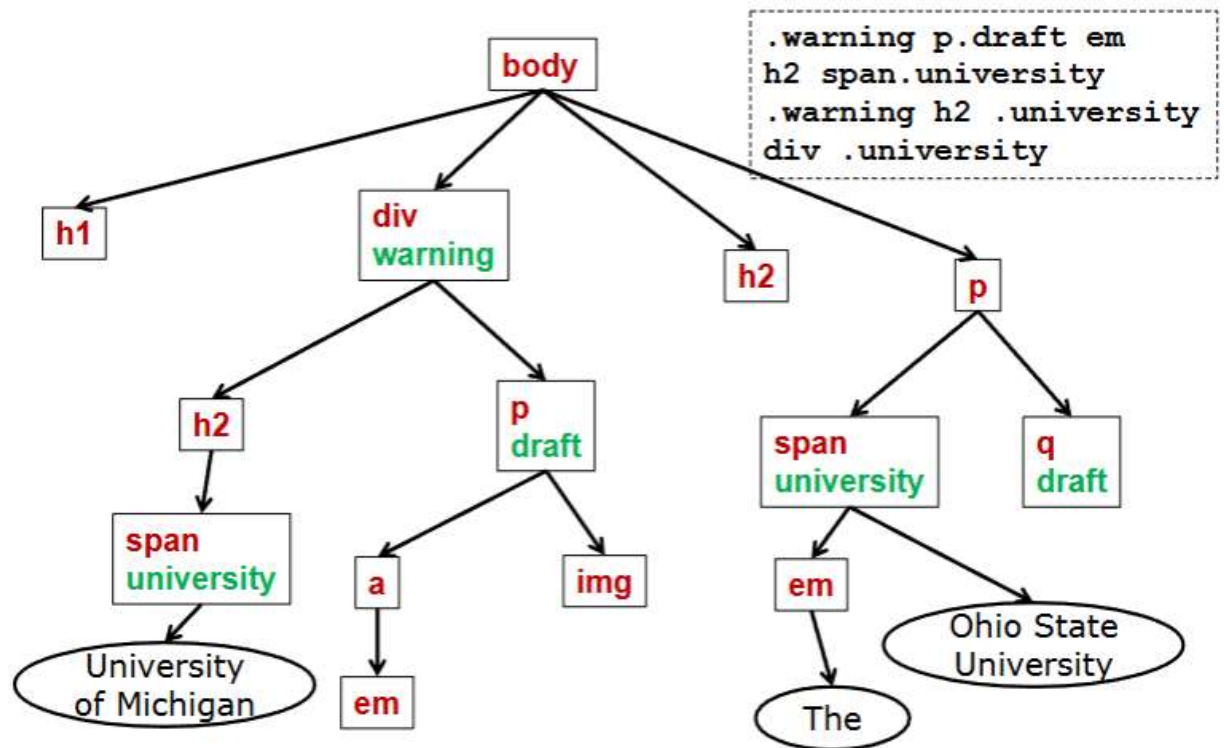 .warning p.draft em
h2 span.university
.warning h2 .university
div .university
body
h1
div
warning
h2
p
h2
p
draft
span
university
q
draft
span
university
a
img
em
University
of Michigan
em
Ohio State
University
The